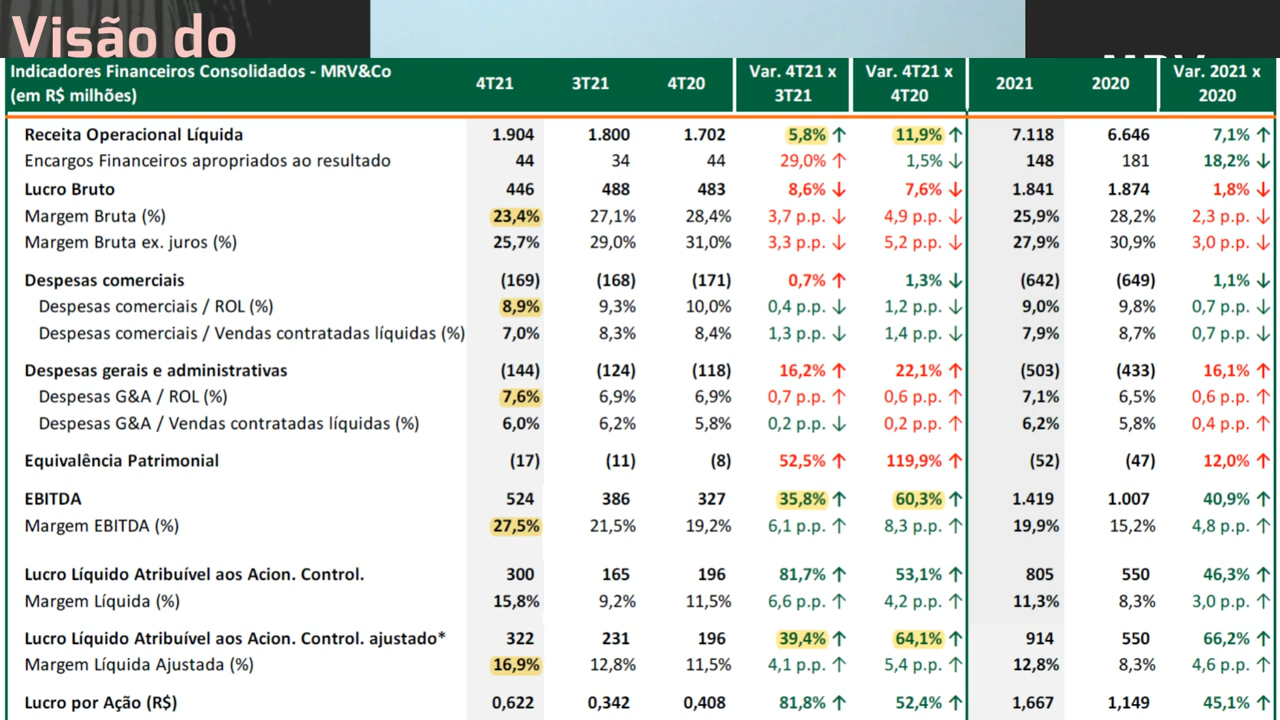 Visão do
MRV
Indicadores Financeiros Consolidados - MRV&Co
(em R$ milhões) 4T21 3T21 4T20 Var. 4T21 x 3T21 Var. 4T21 x 4T20 2021 2020 Var. 2021 x 2020
Receita Operacional Líquida 1.904 1.800 1.702 5,8% ↑ 11,9% ↑ 7.118 6.646 7,1% ↑
Encargos Financeiros apropriados ao resultado 44 34 44 29,0% ↑ 1,5% ↓ 148 181 18,2% ↓
Lucro Bruto 446 488 483 8,6% ↓ 7,6% ↓ 1.841 1.874 1,8% ↓
Margem Bruta (%) 23,4% 27,1% 28,4% 3,7 p.p. ↓ 4,9 p.p. ↓ 25,9% 28,2% 2,3 p.p. ↓
Margem Bruta ex. juros (%) 25,7% 29,0% 31,0% 3,3 p.p. ↓ 5,2 p.p. ↓ 27,9% 30,9% 3,0 p.p. ↓
Despesas comerciais (169) (168) (171) 0,7% ↑ 1,3% ↓ (642) (649) 1,1% ↓
Despesas comerciais / ROL (%) 8,9% 9,3% 10,0% 0,4 p.p. ↓ 1,2 p.p. ↓ 9,0% 9,8% 0,7 p.p. ↓
Despesas comerciais / Vendas contratadas líquidas (%) 7,0% 8,3% 8,4% 1,3 p.p. ↓ 1,4 p.p. ↓ 7,9% 8,7% 0,7 p.p. ↓
Despesas gerais e administrativas (144) (124) (118) 16,2% ↑ 22,1% ↑ (503) (433) 16,1% ↑
Despesas G&A / ROL (%) 7,6% 6,9% 6,9% 0,7 p.p. ↑ 0,6 p.p. ↑ 7,1% 6,5% 0,6 p.p. ↑
Despesas G&A / Vendas contratadas líquidas (%) 6,0% 6,2% 5,8% 0,2 p.p. ↓ 0,2 p.p. ↑ 6,2% 5,8% 0,4 p.p. ↑
Equivalência Patrimonial (17) (11) (8) 52,5% ↑ 119,9% ↑ (52) (47) 12,0% ↑
EBITDA 524 386 327 35,8% ↑ 60,3% ↑ 1.419 1.007 40,9% ↑
Margem EBITDA (%) 27,5% 21,5% 19,2% 6,1 p.p. ↑ 8,3 p.p. ↑ 19,9% 15,2% 4,8 p.p. ↑
Lucro Líquido Atribuível aos Acion. Control. 300 165 196 81,7% ↑ 53,1% ↑ 805 550 46,3% ↑
Margem Líquida (%) 15,8% 9,2% 11,5% 6,6 p.p. ↑ 4,2 p.p. ↑ 11,3% 8,3% 3,0 p.p. ↑
Lucro Líquido Atribuível aos Acion. Control. ajustado* 322 231 196 39,4% ↑ 64,1% ↑ 914 550 66,2% ↑
Margem Líquida Ajustada (%) 16,9% 12,8% 11,5% 4,1 p.p. ↑ 5,4 p.p. ↑ 12,8% 8,3% 4,6 p.p. ↑
Lucro por Ação (R$) 0,622 0,342 0,408 81,8% ↑ 52,4% ↑ 1,667 1,149 45,1% ↑